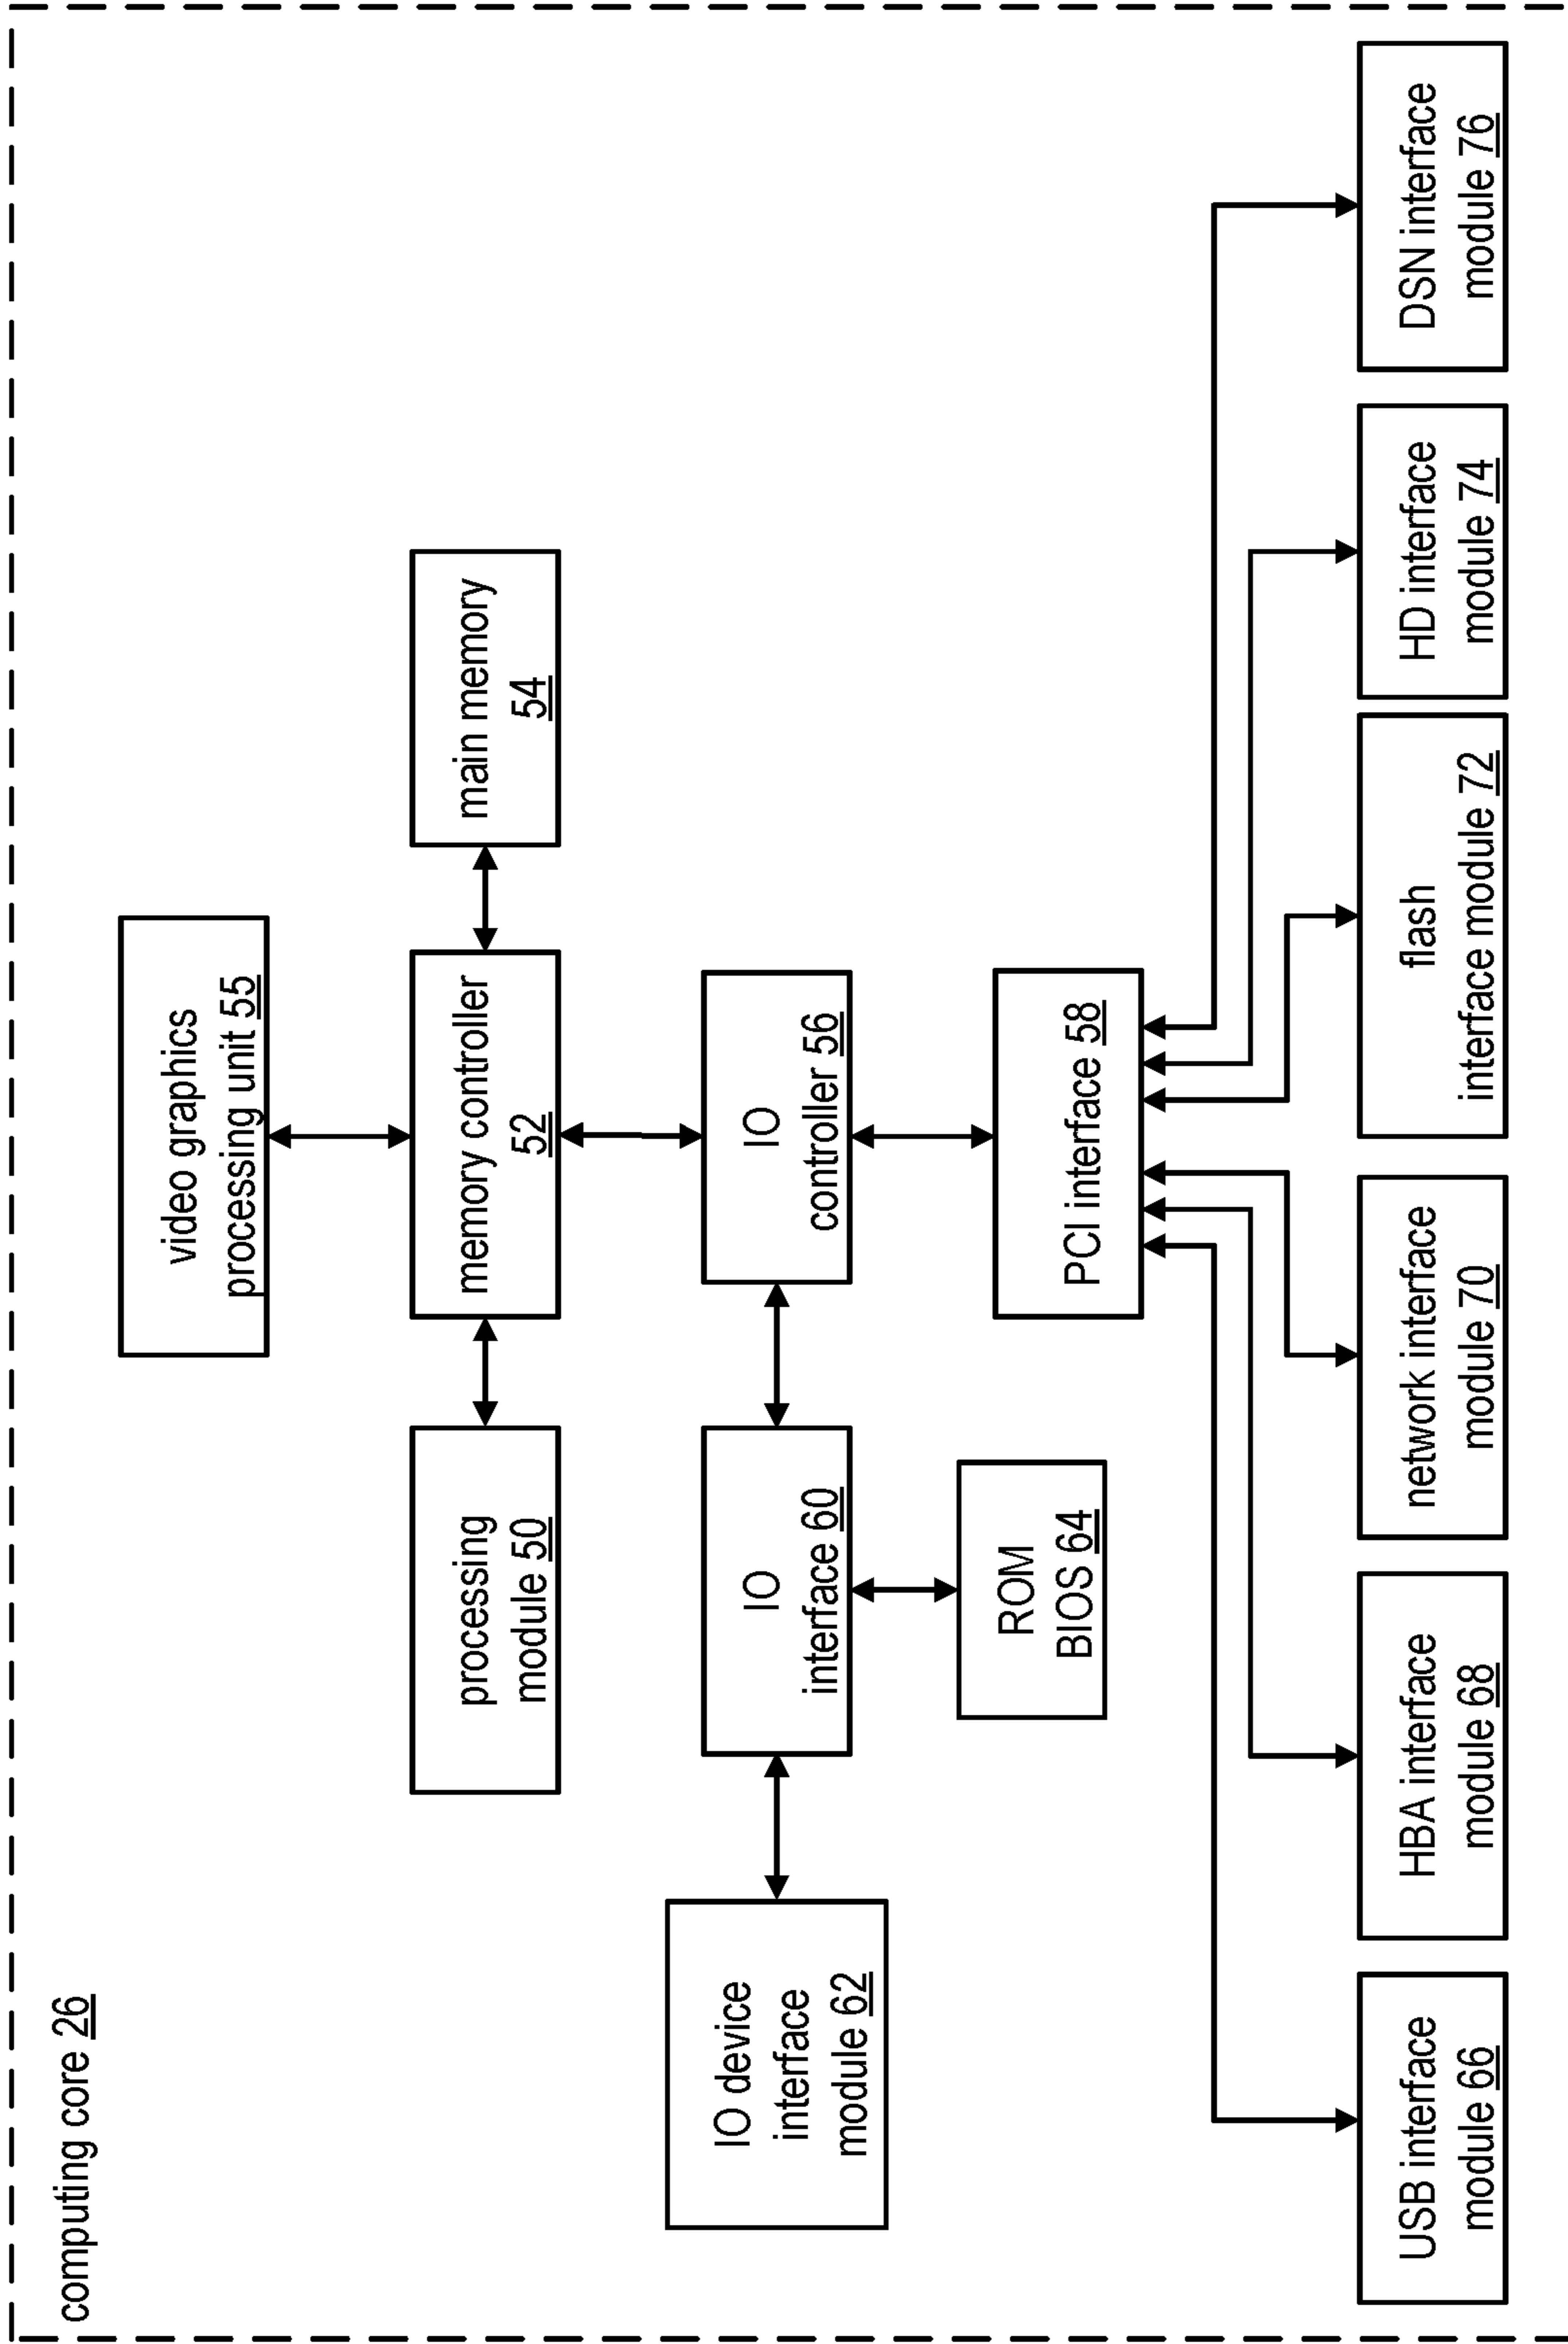 computing core 26
video graphics
processing unit 55
processing
module 50
memory controller
52
main memory
54
IO device
interface
module 62
IO
interface 60
IO
controller 56
ROM
BIOS 64
PCI interface 58
USB interface
module 66
HBA interface
module 68
network interface
module 70
flash
interface module 72
HD interface
module 74
DSN interface
module 76